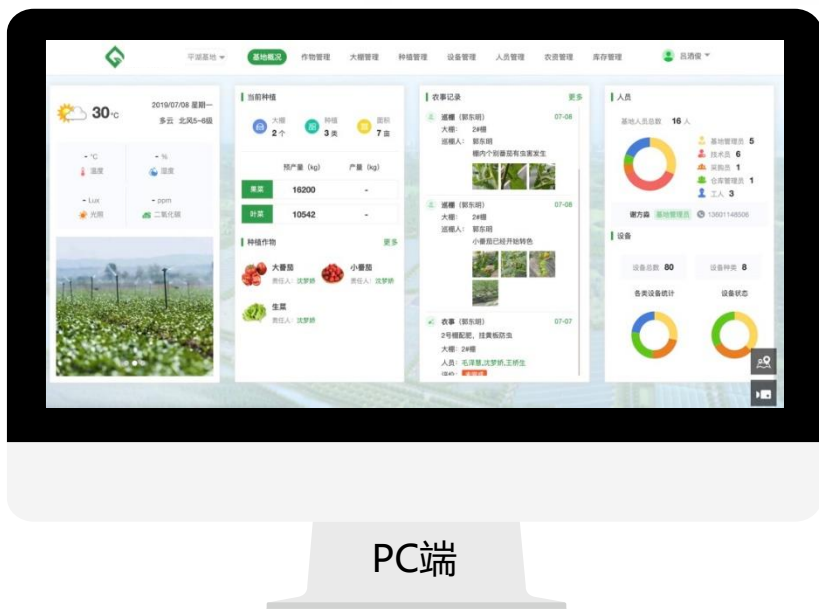 平湖基地
基地概况
作物管理
大棚管理
种植管理
设备管理
人员管理
农资管理
库存管理
30℃
2019/07/08 星期一
多云 北风5~6级
- ℃
温度
- %
湿度
- Lux
光照
- ppm
二氧化碳
当前种植
大棚
2 个
种植
3 类
面积
7 亩
预产量 (kg)
产量 (kg)
果菜 16200 -
叶菜 10542 -
种植作物
更多
大番茄
责任人: 沈梦娇
小番茄
责任人: 沈梦娇
生菜
责任人: 沈梦娇
农事记录
更多
巡棚 (郭东明) 07-08
大棚: 2#棚
巡棚人: 郭东明
棚内个别番茄有虫害发生
巡棚 (郭东明) 07-08
大棚: 2#棚
巡棚人: 郭东明
小番茄已经开始转色
农事 (郭东明) 07-07
2号棚配肥, 挂黄板防虫
大棚: 2#棚
人员: 毛泽慧,沈梦娇,王桥生
评价:
人员
基地人员总数 16 人
基地管理员 5
技术员 6
采购员 1
仓库管理员 1
工人 3
谢方淼 基地管理员 13801148506
设备
设备总数 80
设备种类 8
各类设备统计
设备状态
PC端